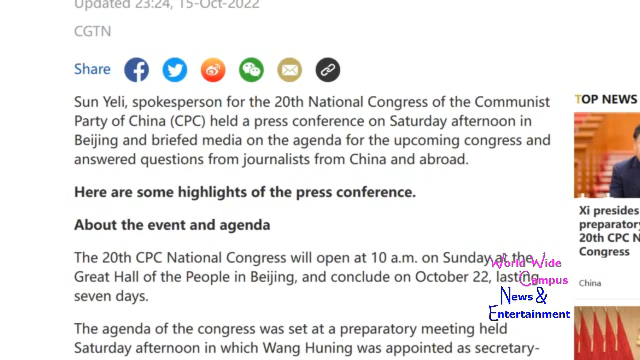 Updated 23:24, 15-Oct-2022
CGTN
Share
Sun Yeli, spokesperson for the 20th National Congress of the Communist
Party of China (CPC) held a press conference on Saturday afternoon in
Beijing and briefed media on the agenda for the upcoming congress and
answered questions from journalists from China and abroad.
Here are some highlights of the press conference.
About the event and agenda
The 20th CPC National Congress will open at 10 a.m. on Sunday at the
Great Hall of the People in Beijing, and conclude on October 22, lasting
seven days.
The agenda of the congress was set at a preparatory meeting held
Saturday afternoon in which Wang Huning was appointed as secretary-
TOP NEWS
Xi presides
preparatory
20th CPC N
Congress
China
World Wide
Campus
News &
Entertainment